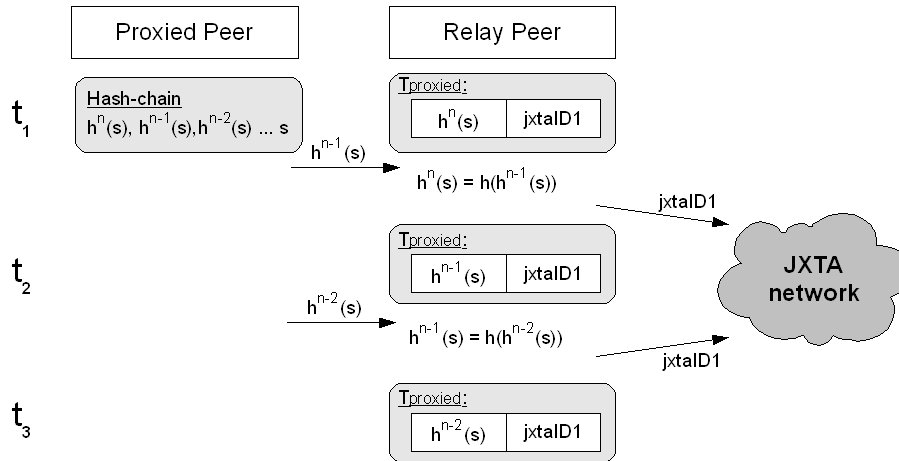 Proxied Peer
Relay Peer
t₁
Hash-chain
hⁿ(s), hⁿ⁻¹(s),hⁿ⁻²(s) ... s
Tproxied:
hⁿ(s)
jxtaID1
hⁿ⁻¹(s)
hⁿ(s) = h(hⁿ⁻¹(s))
jxtaID1
t₂
Tproxied:
hⁿ⁻¹(s)
jxtaID1
JXTA
network
hⁿ⁻²(s)
hⁿ⁻¹(s) = h(hⁿ⁻²(s))
jxtaID1
t₃
Tproxied:
hⁿ⁻²(s)
jxtaID1